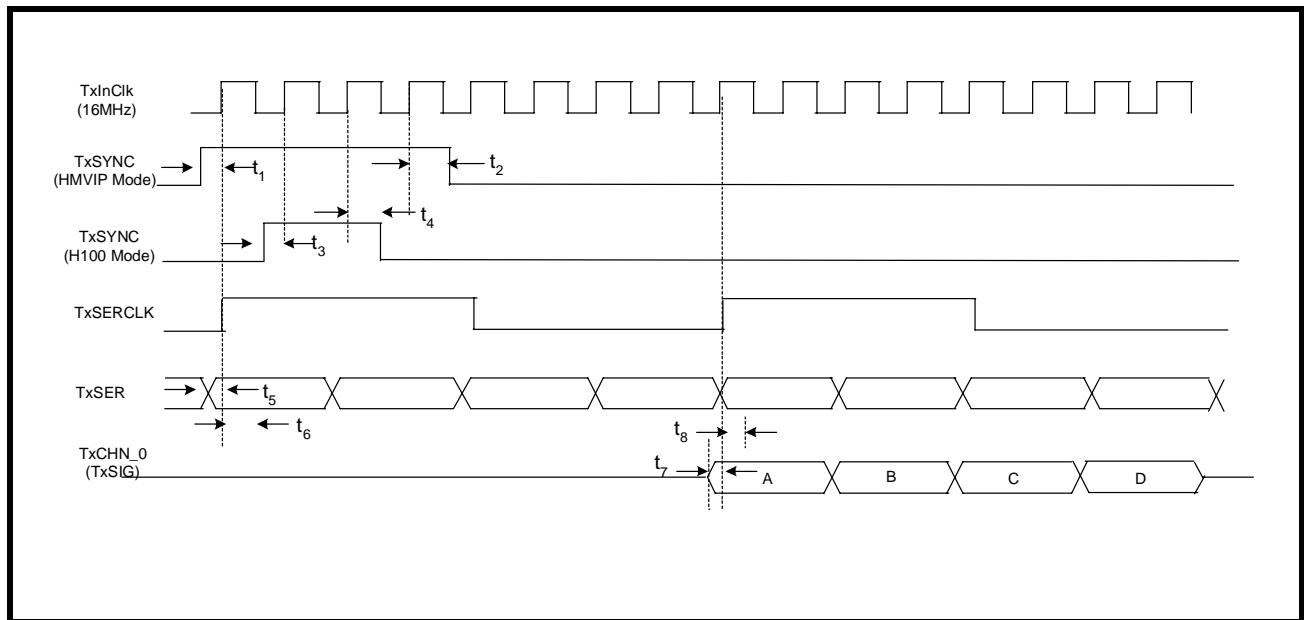 TxInClk
(16MHz)
TxSYNC
(HMVIP Mode)
t1
t2
t4
TxSYNC
(H100 Mode)
t3
TxSERCLK
TxSER
t5
t6
t8
TxCHN_0
(TxSIG)
t7
A
B
C
D